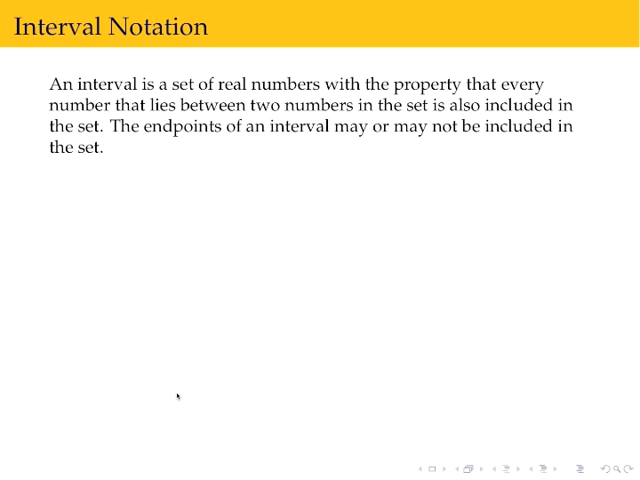 Interval Notation
An interval is a set of real numbers with the property that every
number that lies between two numbers in the set is also included in
the set. The endpoints of an interval may or may not be included in
the set.